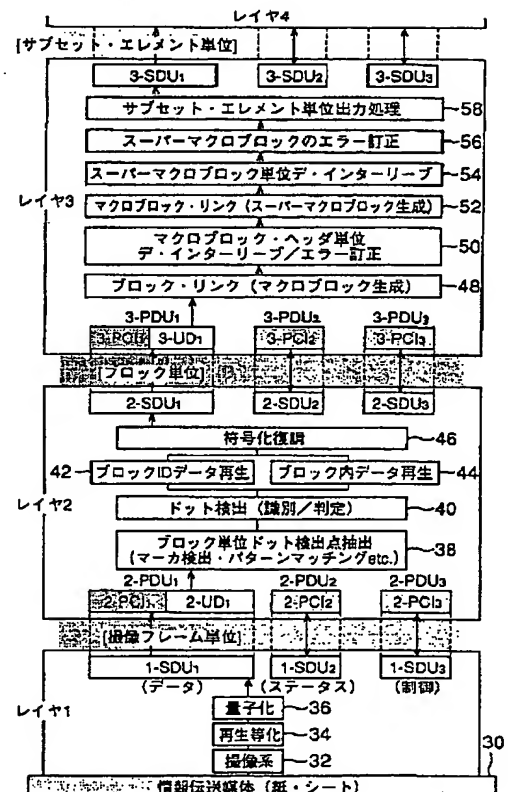 レイヤ4
[サブセット・エレメント単位]
3-SDU₁ 3-SDU₂ 3-SDU₃
サブセット・エレメント単位出力処理 58
スーパーマクロブロックのエラー訂正 56
スーパーマクロブロック単位デ・インターリーブ 54
レイヤ3
マクロブロック・リンク(スーパーマクロブロック生成) 52
マクロブロック・ヘッダ単位
デ・インターリーブ/エラー訂正 50
ブロック・リンク(マクロブロック生成) 48
3-PDU₁ 3-PDU₂ 3-PDU₃
3-PCI₁ 3-UD₁ 3-PCI₂ 3-PCI₃
[ブロック単位]
2-SDU₁ 2-SDU₂ 2-SDU₃
符号化復調 46
42 ブロックIDデータ再生 ブロック内データ再生 44
レイヤ2
ドット検出(識別/判定) 40
ブロック単位ドット検出点抽出
(マーカ検出・パターンマッチングetc.) 38
2-PDU₁ 2-PDU₂ 2-PDU₃
2-PCI₁ 2-UD₁ 2-PCI₂ 2-PCI₃
[撮像フレーム単位]
1-SDU₁ 1-SDU₂ 1-SDU₃
(データ) (ステータス) (制御)
レイヤ1
量子化 36
再生等化 34
撮像系 32
30
情報伝送媒体(紙・シート)